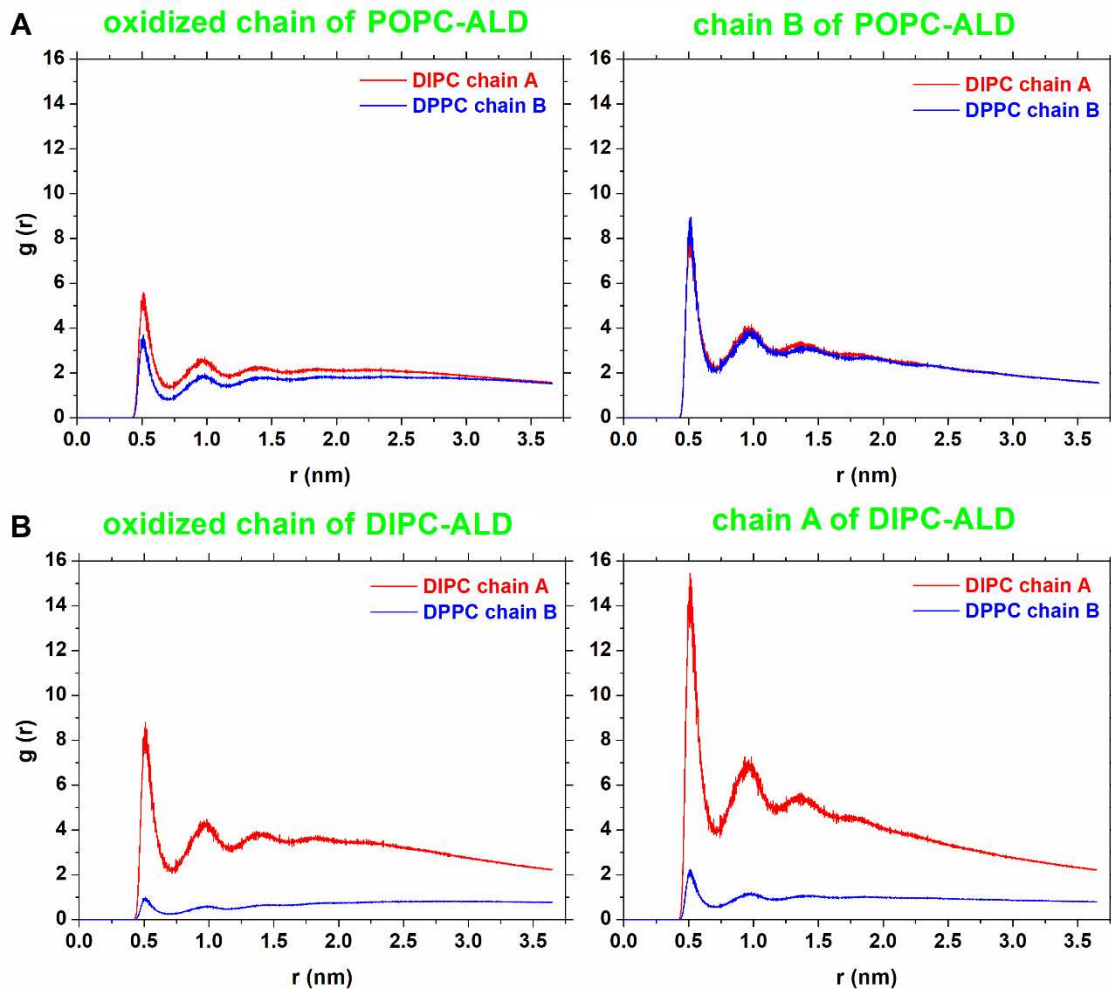 A
oxidized chain of POPC-ALD
chain B of POPC-ALD
16
14
12
10
8
6
4
2
0
g (r)
DIPC chain A
DPPC chain B
0.0 0.5 1.0 1.5 2.0 2.5 3.0 3.5
r (nm)
16
14
12
10
8
6
4
2
0
DIPC chain A
DPPC chain B
0.0 0.5 1.0 1.5 2.0 2.5 3.0 3.5
r (nm)
B
oxidized chain of DIPC-ALD
chain A of DIPC-ALD
16
14
12
10
8
6
4
2
0
g (r)
DIPC chain A
DPPC chain B
0.0 0.5 1.0 1.5 2.0 2.5 3.0 3.5
r (nm)
16
14
12
10
8
6
4
2
0
DIPC chain A
DPPC chain B
0.0 0.5 1.0 1.5 2.0 2.5 3.0 3.5
r (nm)